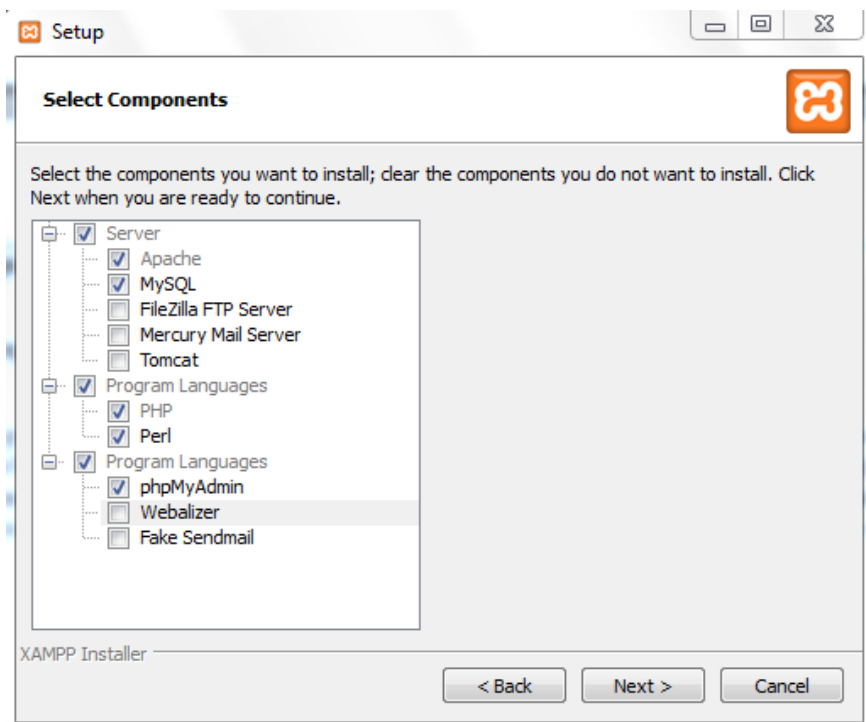 Setup
Select Components
Select the components you want to install; clear the components you do not want to install. Click
Next when you are ready to continue.
Server
Apache
MySQL
FileZilla FTP Server
Mercury Mail Server
Tomcat
Program Languages
PHP
Perl
Program Languages
phpMyAdmin
Webalizer
Fake Sendmail
XAMPP Installer
< Back
Next >
Cancel